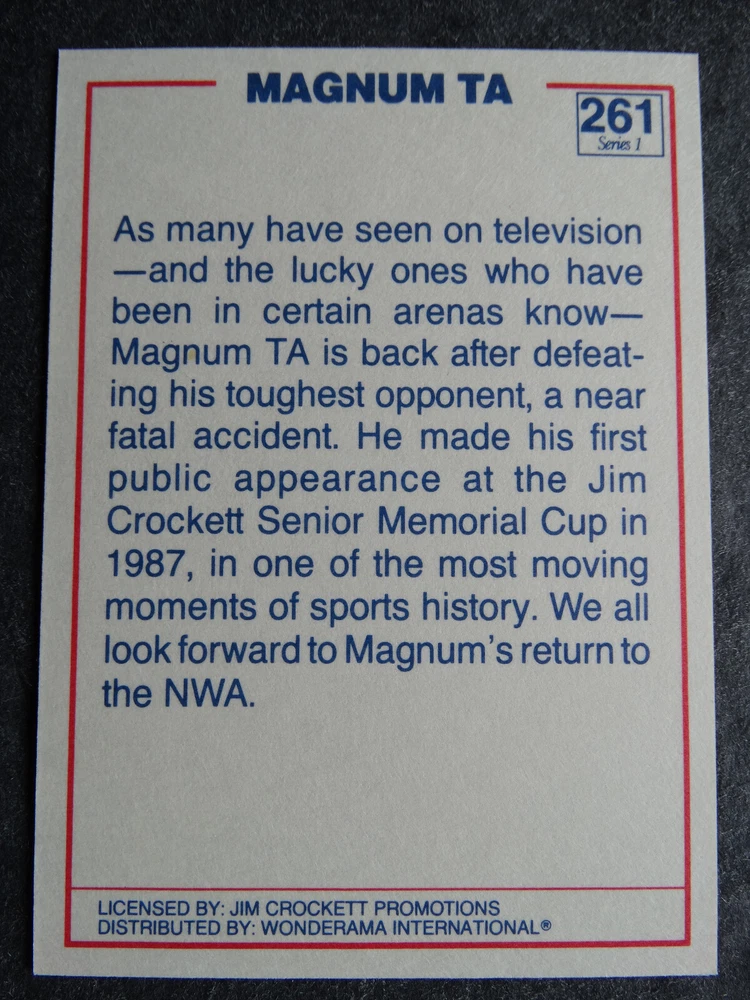 MAGNUM TA
261
Series 1
As many have seen on television
—and the lucky ones who have
been in certain arenas know—
Magnum TA is back after defeat-
ing his toughest opponent, a near
fatal accident. He made his first
public appearance at the Jim
Crockett Senior Memorial Cup in
1987, in one of the most moving
moments of sports history. We all
look forward to Magnum's return to
the NWA.
LICENSED BY: JIM CROCKETT PROMOTIONS
DISTRIBUTED BY: WONDERAMA INTERNATIONAL®